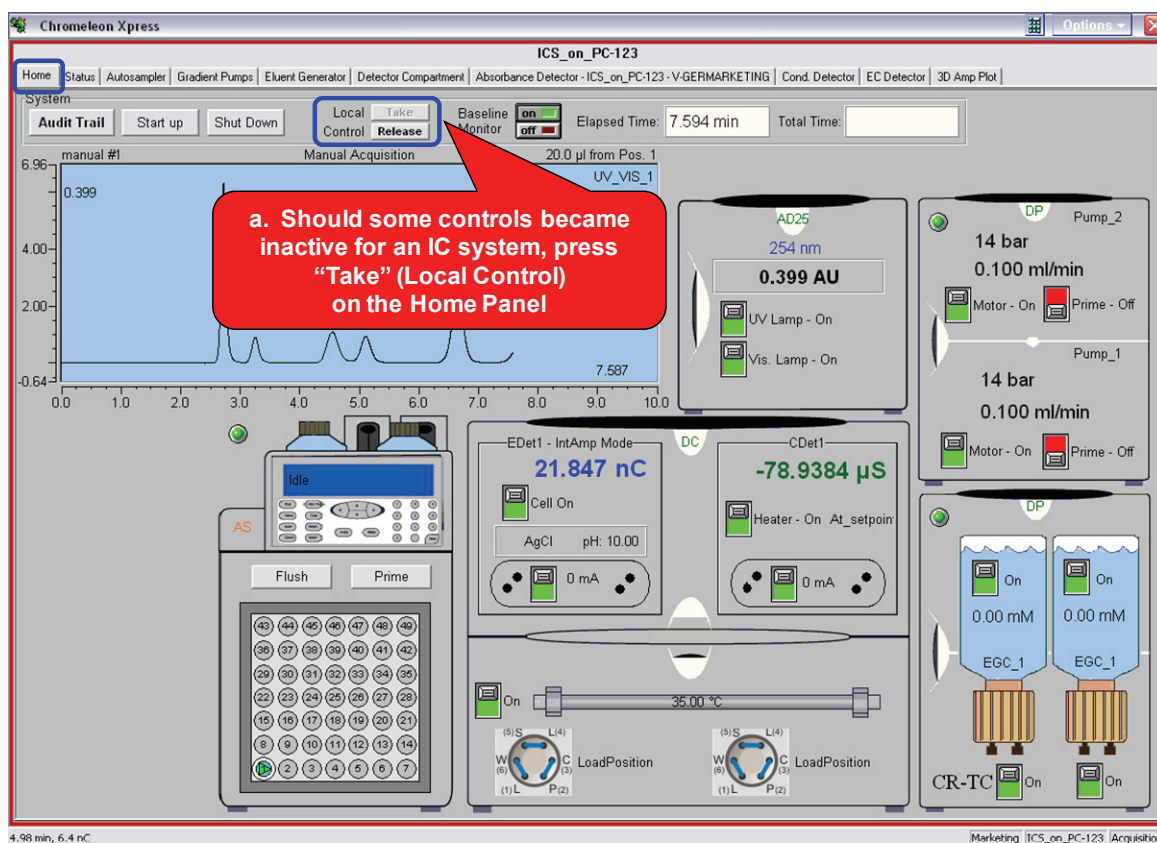 Chromeleon Xpress
Options
ICS_on_PC-123
Home Status Autosampler Gradient Pumps Eluent Generator Detector Compartment Absorbance Detector - ICS_on_PC-123 - V-GERMARKETING Cond. Detector EC Detector 3D Amp Plot
System
Audit Trail Start up Shut Down Local Control Take Release Baseline Monitor on off Elapsed Time: 7.594 min Total Time:
manual #1 Manual Acquisition 20.0 µl from Pos. 1
UV_VIS_1
6.96
4.00
2.00
-0.64
0.399
7.587
0.0 1.0 2.0 3.0 4.0 5.0 6.0 7.0 8.0 9.0 10.0
a. Should some controls became
inactive for an IC system, press
“Take” (Local Control)
on the Home Panel
AD25
254 nm
0.399 AU
UV Lamp - On
Vis. Lamp - On
DP
Pump_2
14 bar
0.100 ml/min
Motor - On Prime - Off
Pump_1
14 bar
0.100 ml/min
Motor - On Prime - Off
Idle
AS
Flush Prime
43 44 45 46 47 48 49
36 37 38 39 40 41 42
29 30 31 32 33 34 35
22 23 24 25 26 27 28
15 16 17 18 19 20 21
8 9 10 11 12 13 14
1 2 3 4 5 6 7
DC
EDet1 - IntAmp Mode
21.847 nC
Cell On
AgCl pH: 10.00
0 mA
CDet1
-78.9384 µS
Heater - On At_setpoin
0 mA
On
35.00 °C
(5)S L(4)
W C
(6) (3)
(1)L P(2)
LoadPosition
(5)S L(4)
W C
(6) (3)
(1)L P(2)
LoadPosition
DP
On On
0.00 mM 0.00 mM
EGC_1 EGC_1
CR-TC On On
4.98 min, 6.4 nC
Marketing ICS_on_PC-123 Acquisitio